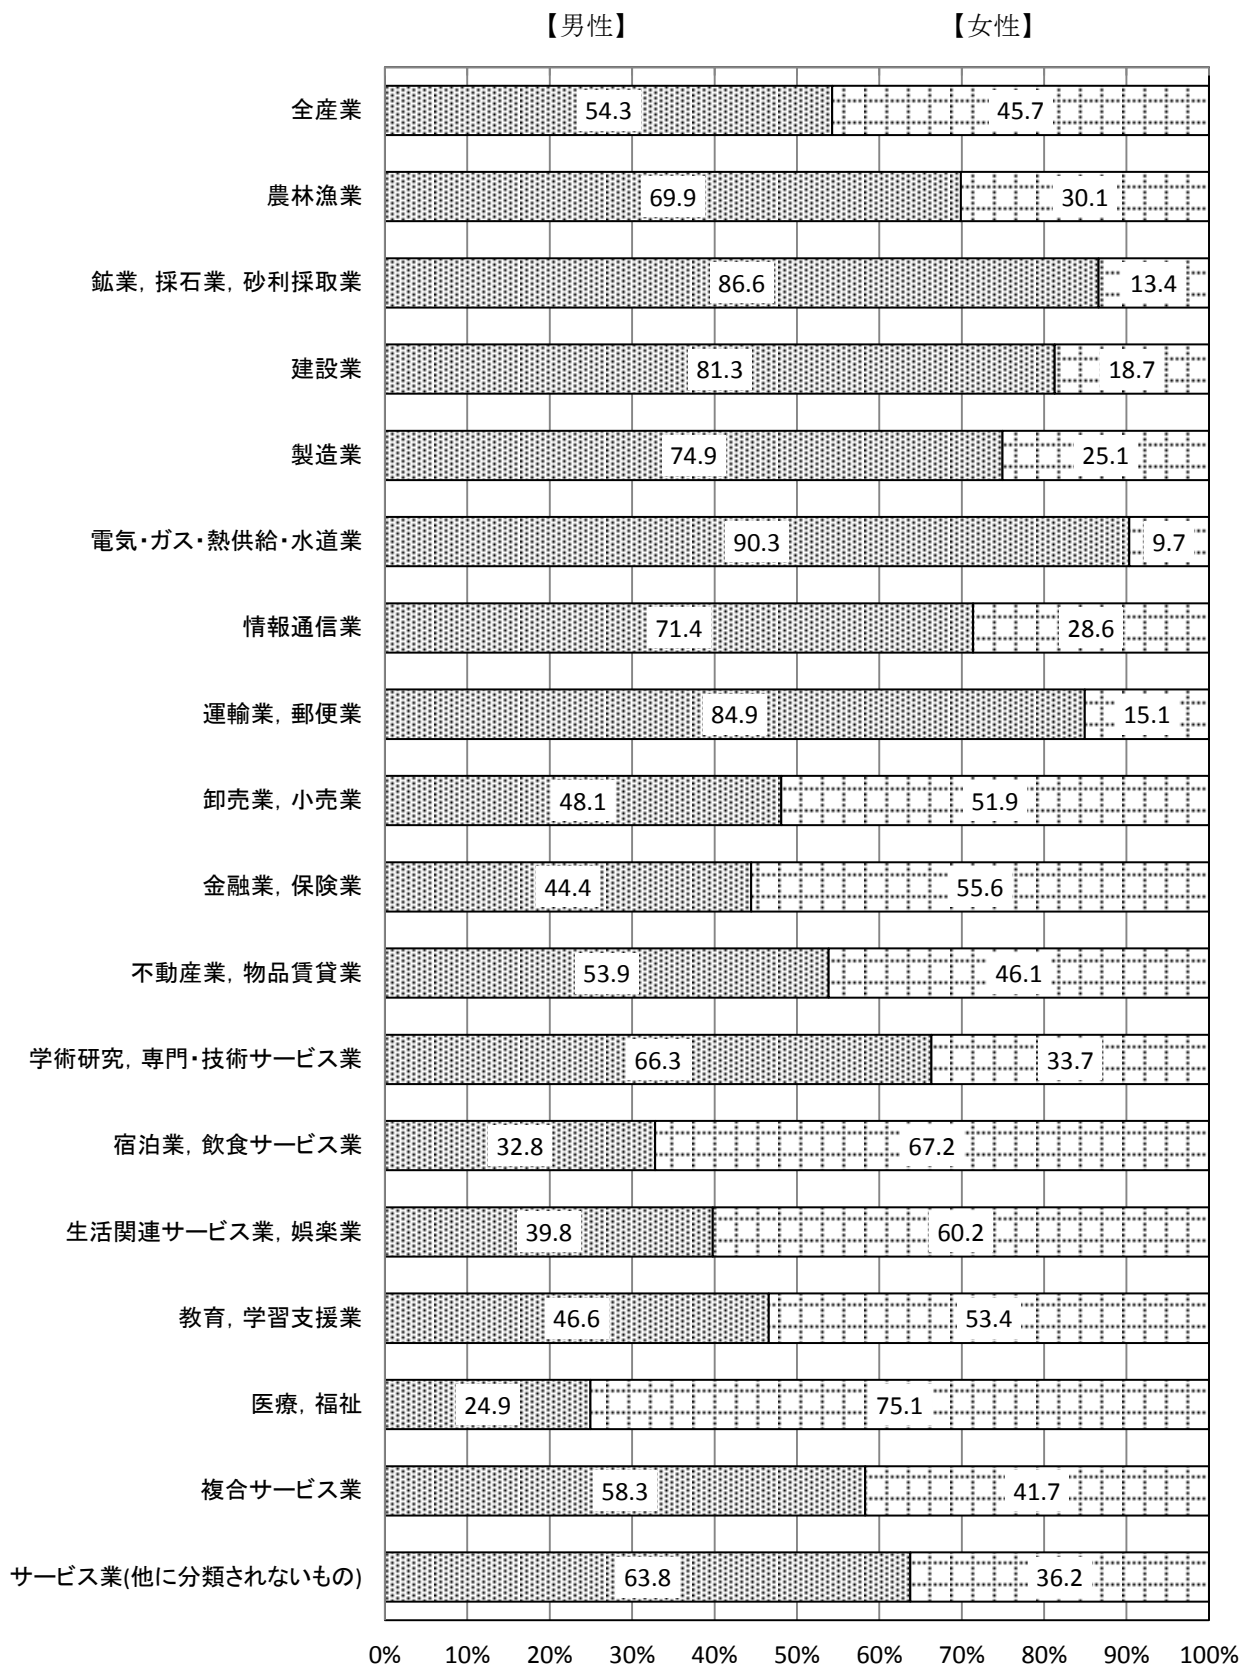 【男性】 【女性】
全産業 54.3 45.7
農林漁業 69.9 30.1
鉱業, 採石業, 砂利採取業 86.6 13.4
建設業 81.3 18.7
製造業 74.9 25.1
電気・ガス・熱供給・水道業 90.3 9.7
情報通信業 71.4 28.6
運輸業, 郵便業 84.9 15.1
卸売業, 小売業 48.1 51.9
金融業, 保険業 44.4 55.6
不動産業, 物品賃貸業 53.9 46.1
学術研究, 専門・技術サービス業 66.3 33.7
宿泊業, 飲食サービス業 32.8 67.2
生活関連サービス業, 娯楽業 39.8 60.2
教育, 学習支援業 46.6 53.4
医療, 福祉 24.9 75.1
複合サービス業 58.3 41.7
サービス業(他に分類されないもの) 63.8 36.2
0% 10% 20% 30% 40% 50% 60% 70% 80% 90% 100%